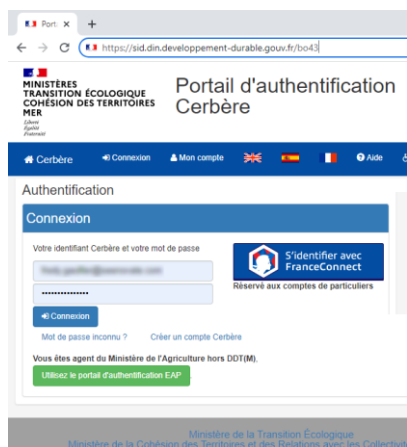 Port
https://sid.din.developpement-durable.gouv.fr/bo43
MINISTÈRES
TRANSITION ÉCOLOGIQUE
COHÉSION DES TERRITOIRES
MER
Liberté
Égalité
Fraternité
Portail d'authentification
Cerbère
Cerbère
Connexion
Mon compte
Aide
Authentification
Connexion
Votre identifiant Cerbère et votre mot de passe
S'identifier avec
FranceConnect
Réservé aux comptes de particuliers
Connexion
Mot de passe inconnu ?
Créer un compte Cerbère
Vous êtes agent du Ministère de l'Agriculture hors DDT(M).
Utilisez le portail d'authentification EAP
Ministère de la Transition Écologique
Ministère de la Cohésion des Territoires et des Relations avec les Collectivité